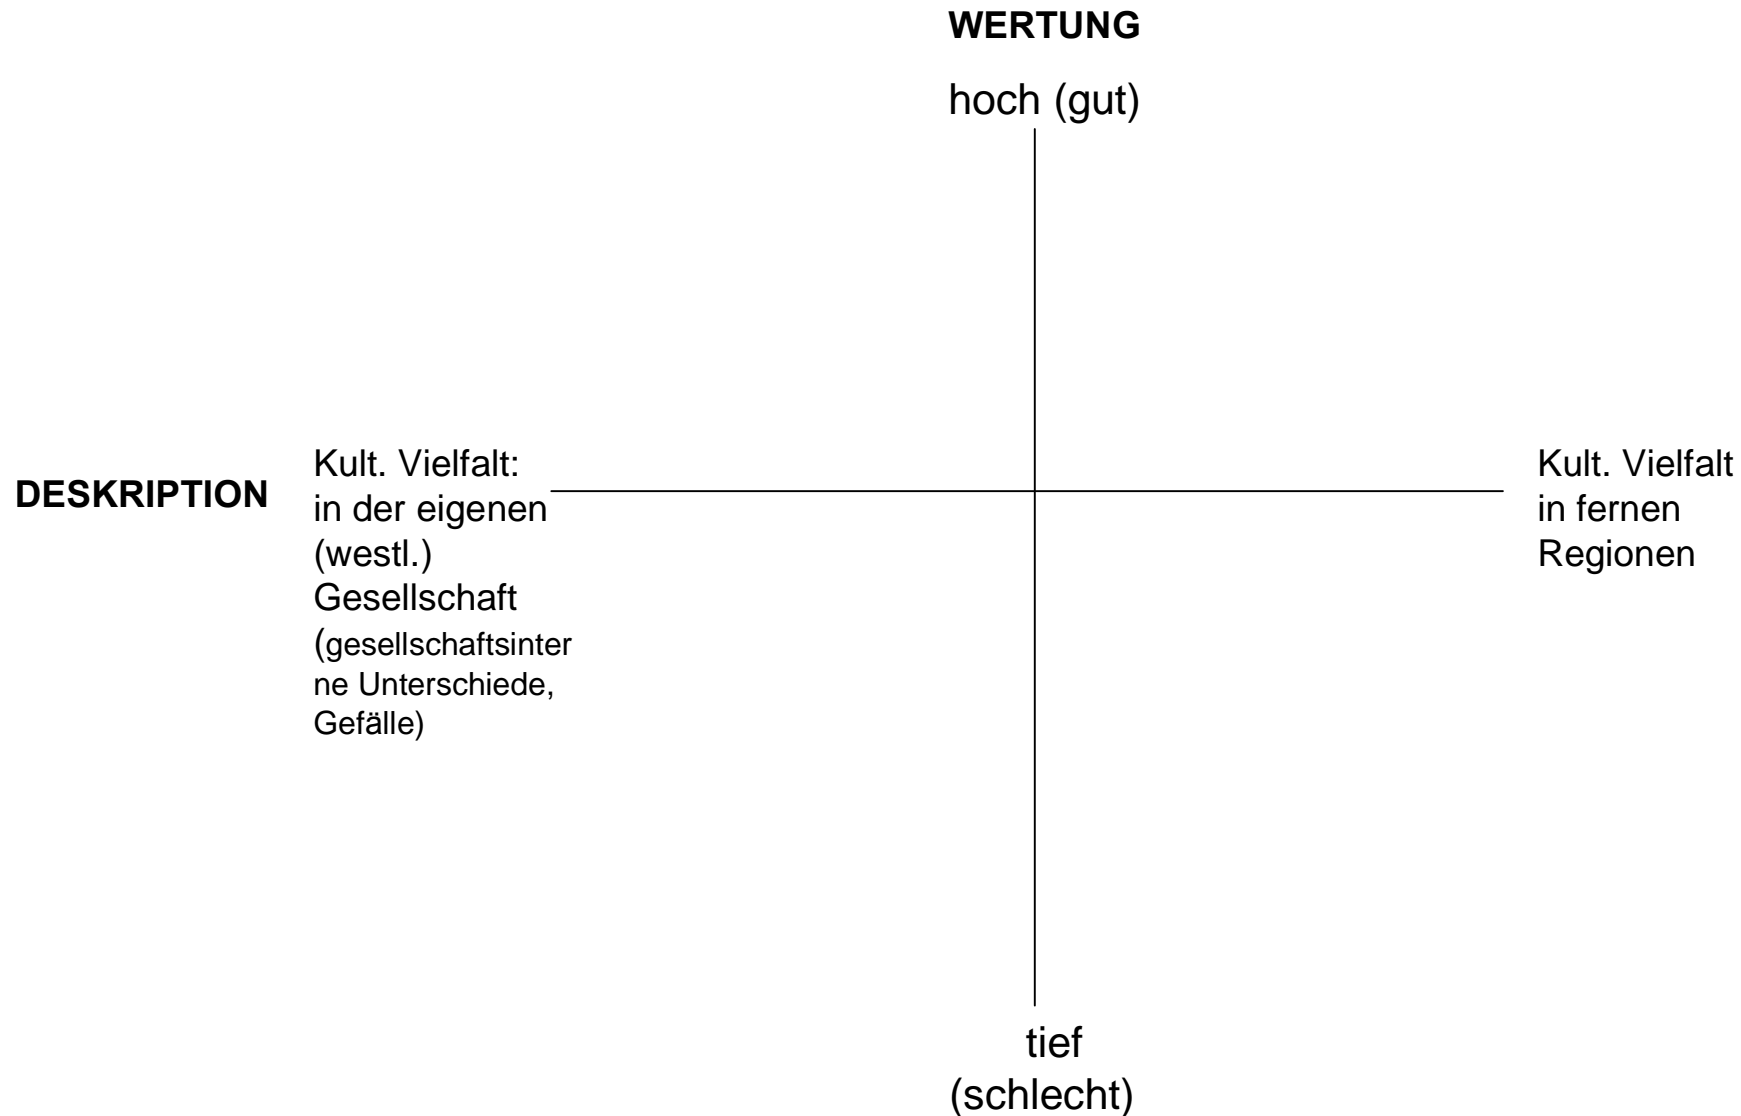 WERTUNG
hoch (gut)
DESKRIPTION
Kult. Vielfalt:
in der eigenen
(westl.)
Gesellschaft
(gesellschaftsinter
ne Unterschiede,
Gefälle)
Kult. Vielfalt
in fernen
Regionen
tief
(schlecht)